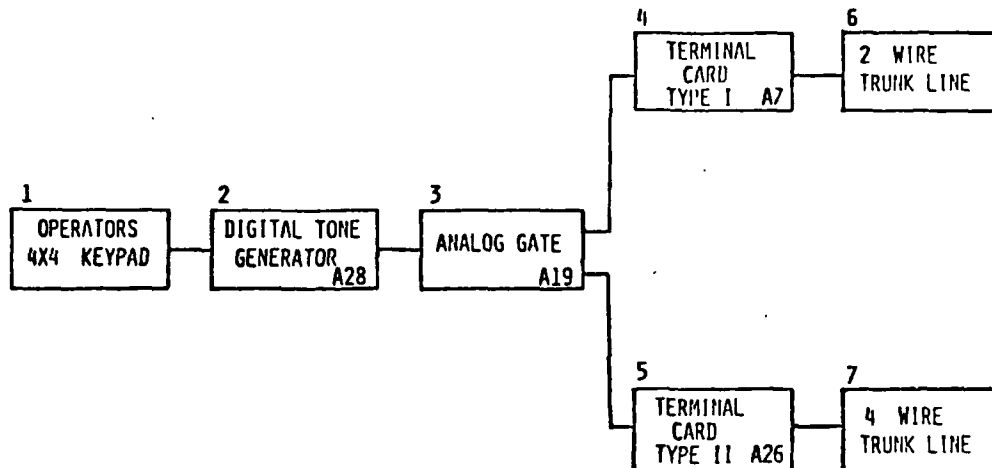 4
TERMINAL
CARD
TYPE I A7
6
2 WIRE
TRUNK LINE
1
OPERATORS
4X4 KEYPAD
2
DIGITAL TONE
GENERATOR
A28
3
ANALOG GATE
A19
5
TERMINAL
CARD
TYPE II A26
7
4 WIRE
TRUNK LINE